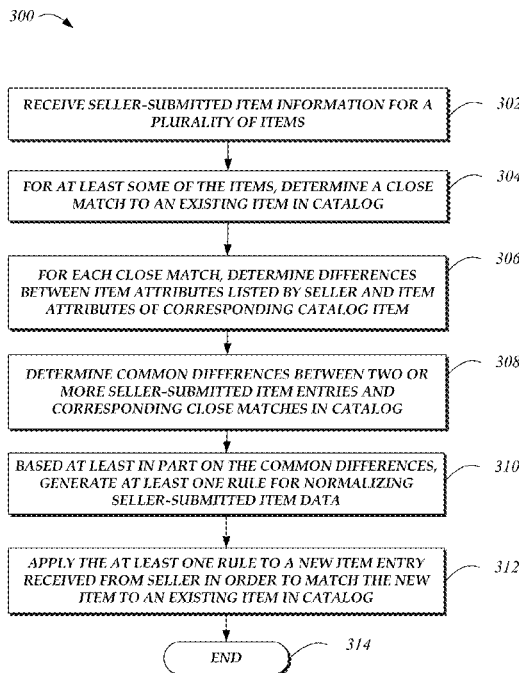 300
RECEIVE SELLER-SUBMITTED ITEM INFORMATION FOR A
PLURALITY OF ITEMS
302
FOR AT LEAST SOME OF THE ITEMS, DETERMINE A CLOSE
MATCH TO AN EXISTING ITEM IN CATALOG
304
FOR EACH CLOSE MATCH, DETERMINE DIFFERENCES
BETWEEN ITEM ATTRIBUTES LISTED BY SELLER AND ITEM
ATTRIBUTES OF CORRESPONDING CATALOG ITEM
306
DETERMINE COMMON DIFFERENCES BETWEEN TWO OR
MORE SELLER-SUBMITTED ITEM ENTRIES AND
CORRESPONDING CLOSE MATCHES IN CATALOG
308
BASED AT LEAST IN PART ON THE COMMON DIFFERENCES,
GENERATE AT LEAST ONE RULE FOR NORMALIZING
SELLER-SUBMITTED ITEM DATA
310
APPLY THE AT LEAST ONE RULE TO A NEW ITEM ENTRY
RECEIVED FROM SELLER IN ORDER TO MATCH THE NEW
ITEM TO AN EXISTING ITEM IN CATALOG
312
END
314